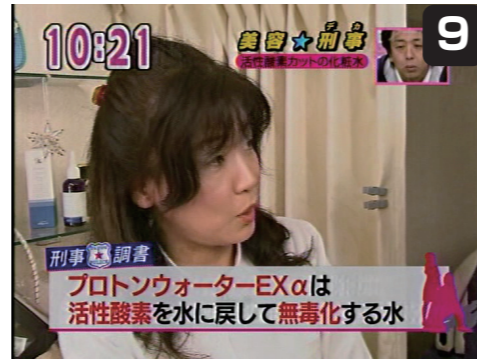 10:21
デカ
美容★刑事
活性酸素カットの化粧水
9
刑事 調書
プロトンウォーターEXαは
活性酸素を水に戻して無毒化する水